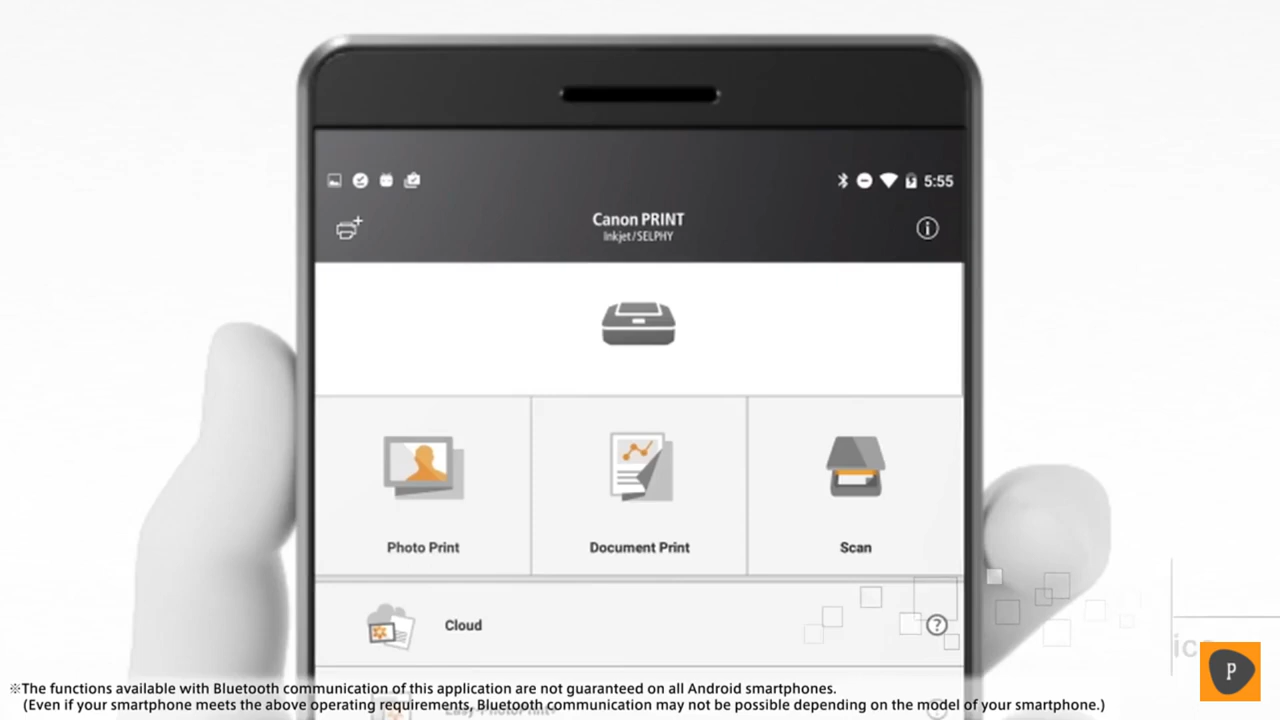 5:55
Canon PRINT
Inkjet/SELPHY
Photo Print
Document Print
Scan
Cloud
※The functions available with Bluetooth communication of this application are not guaranteed on all Android smartphones.
(Even if your smartphone meets the above operating requirements, Bluetooth communication may not be possible depending on the model of your smartphone.)
Easy-PhotoPrint+
P